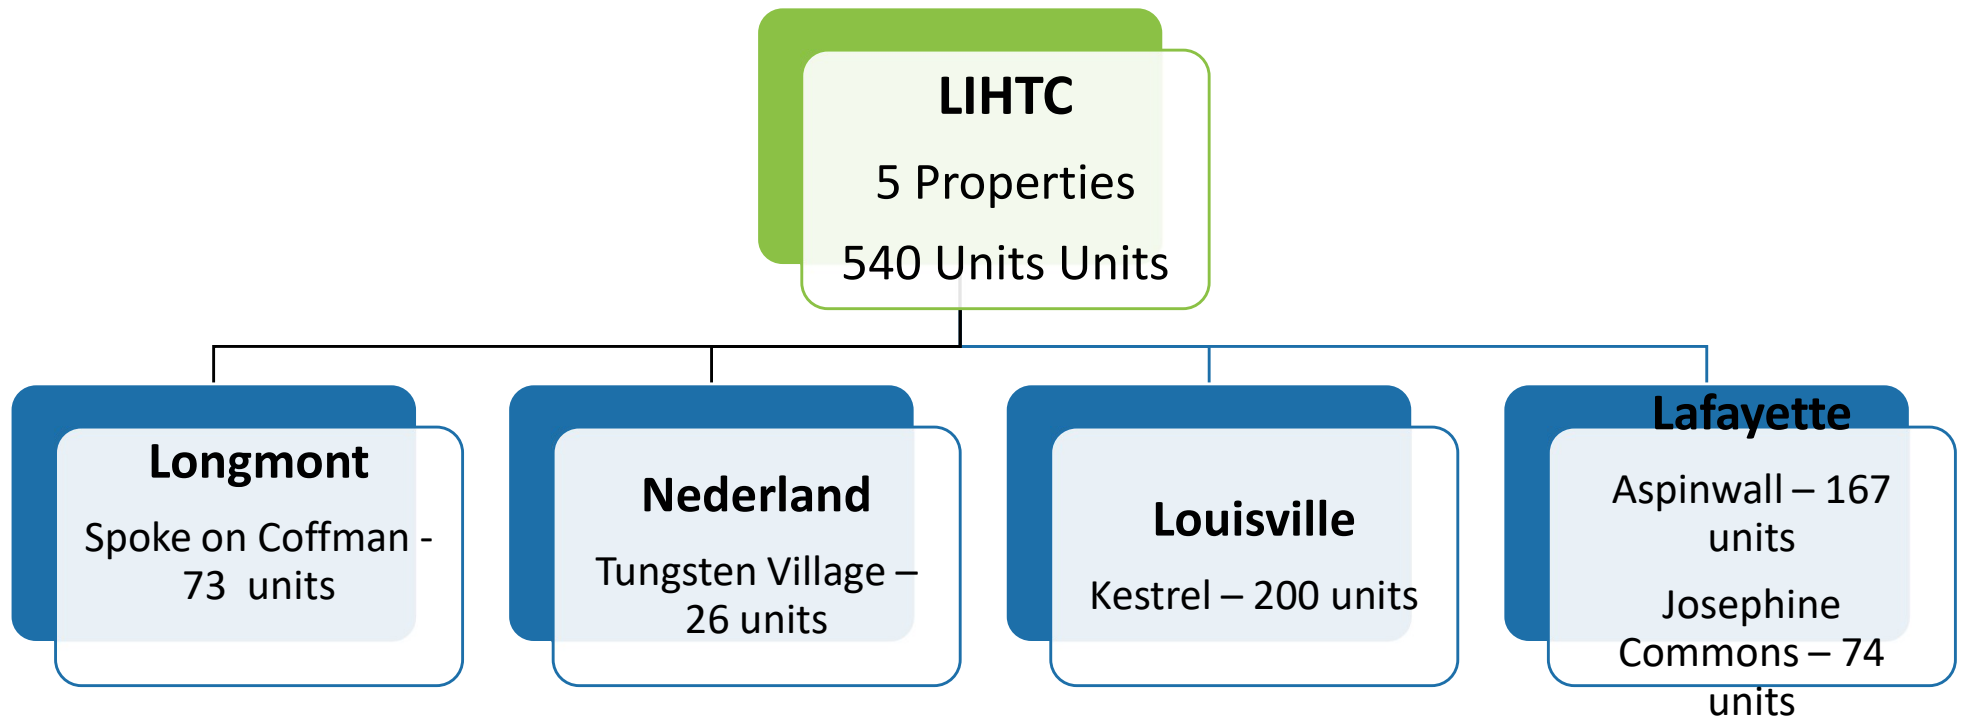 LIHTC
5 Properties
540 Units Units
Longmont
Spoke on Coffman -
73  units
Nederland
Tungsten Village –
26 units
Louisville
Kestrel – 200 units
Lafayette
Aspinwall – 167
units
Josephine
Commons – 74
units